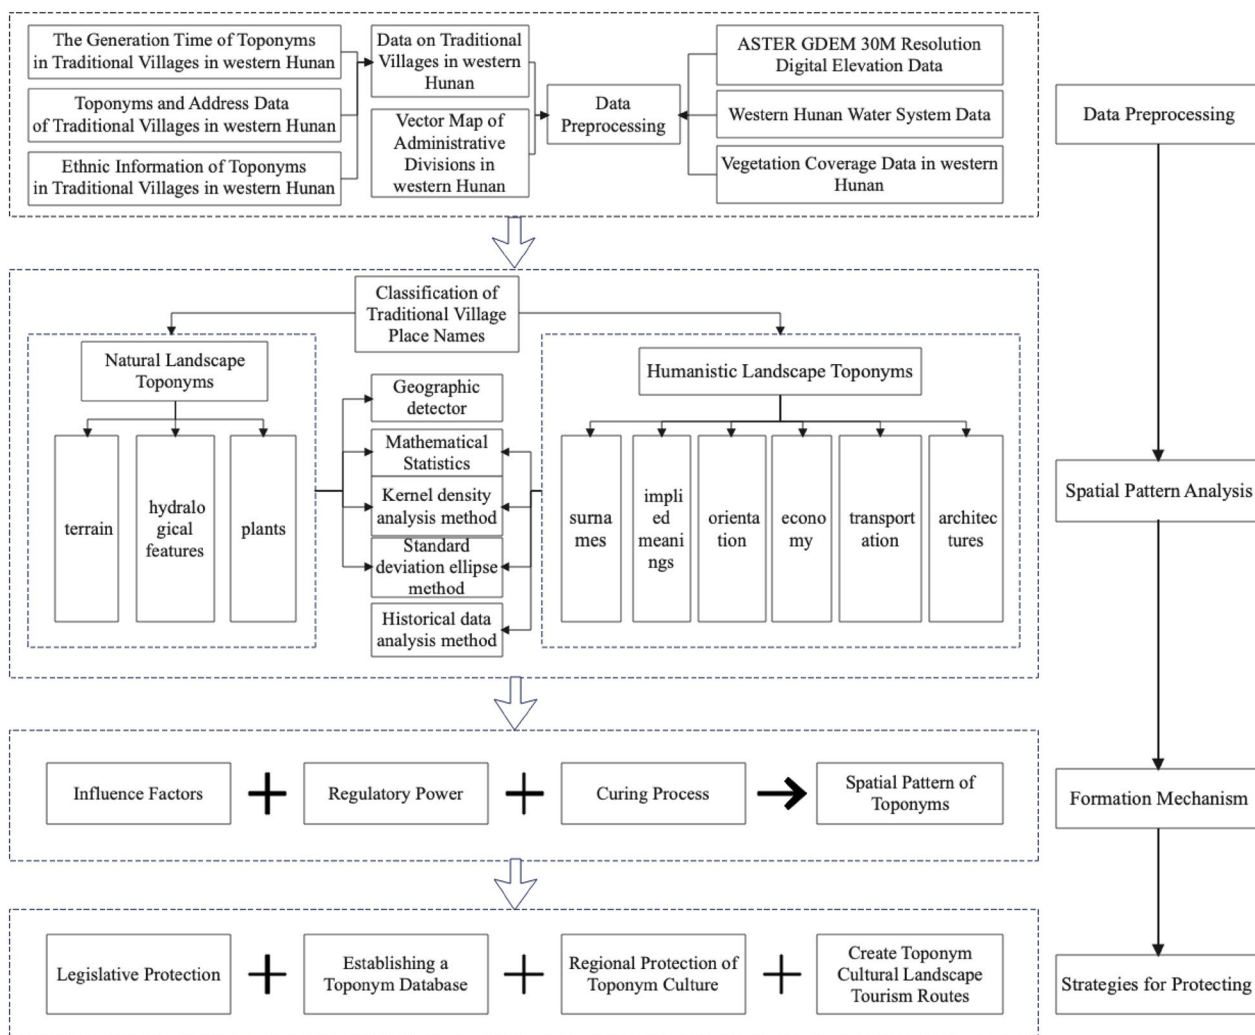 The Generation Time of Toponyms
in Traditional Villages in western Hunan
Toponyms and Address Data
of Traditional Villages in western Hunan
Ethnic Information of Toponyms
in Traditional Villages in western Hunan
Data on Traditional
Villages in western
Hunan
Vector Map of
Administrative
Divisions in
western Hunan
Data
Preprocessing
ASTER GDEM 30M Resolution
Digital Elevation Data
Western Hunan Water System Data
Vegetation Coverage Data in western
Hunan
Data Preprocessing
Classification of
Traditional Village
Place Names
Natural Landscape
Toponyms
terrain
hydralo
gical
features
plants
Geographic
detector
Mathematical
Statistics
Kernel density
analysis method
Standard
deviation ellipse
method
Historical data
analysis method
Humanistic Landscape Toponyms
surna
mes
impli
ed
meani
ngs
orienta
tion
econo
my
transport
ation
architec
tures
Spatial Pattern Analysis
Influence Factors
+
Regulatory Power
+
Curing Process
Spatial Pattern of
Toponyms
Formation Mechanism
Legislative Protection
+
Establishing a
Toponym Database
+
Regional Protection of
Toponym Culture
+
Create Toponym
Cultural Landscape
Tourism Routes
Strategies for Protecting